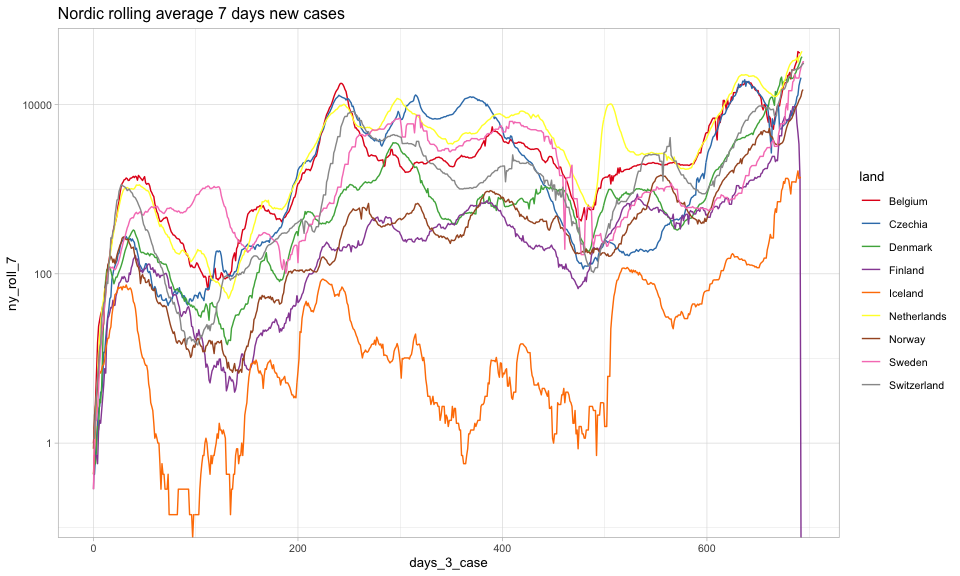 Nordic rolling average 7 days new cases
ny_roll_7
10000
100
1
0
200
400
600
days_3_case
land
Belgium
Czechia
Denmark
Finland
Iceland
Netherlands
Norway
Sweden
Switzerland